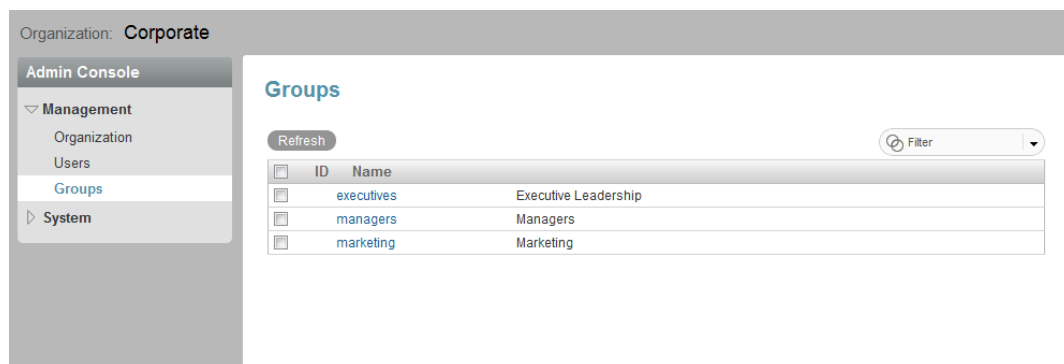 Organization: Corporate
Admin Console
Management
Organization
Users
Groups
System
Groups
Refresh
Filter
ID Name
executives Executive Leadership
managers Managers
marketing Marketing